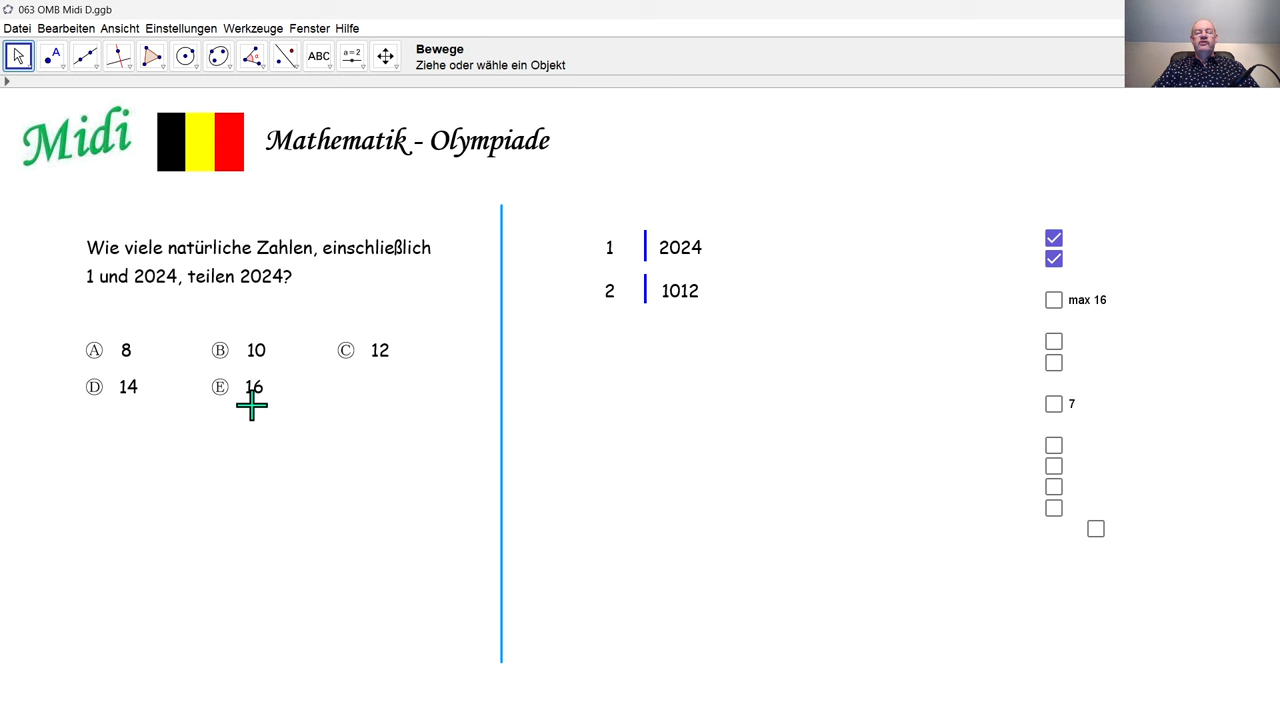 063 OMB Midi D.ggb
Datei Bearbeiten Ansicht Einstellungen Werkzeuge Fenster Hilfe
A
ABC
a=2
Bewege
Ziehe oder wähle ein Objekt
Midi
Mathematik - Olympiade
Wie viele natürliche Zahlen, einschließlich
1 und 2024, teilen 2024?
Ⓐ 8 Ⓑ 10 Ⓒ 12
Ⓓ 14 Ⓔ 16
1 | 2024
2 | 1012
max 16
7